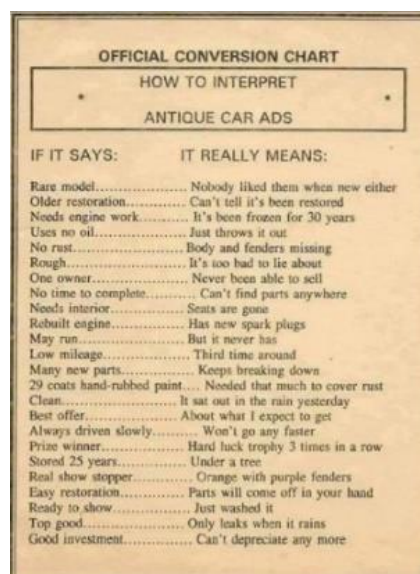 OFFICIAL CONVERSION CHART
HOW TO INTERPRET
ANTIQUE CAR ADS
IF IT SAYS: IT REALLY MEANS:
Rare model.................... Nobody liked them when new either
Older restoration.............. Can't tell it's been restored
Needs engine work........... It's been frozen for 30 years
Uses no oil..................... Just throws it out
No rust......................... Body and fenders missing
Rough.......................... It's too bad to lie about
One owner.................... Never been able to sell
No time to complete.......... Can't find parts anywhere
Needs interior................. Seats are gone
Rebuilt engine................. Has new spark plugs
May run....................... But it never has
Low mileage................... Third time around
Many new parts............... Keeps breaking down
29 coats hand-rubbed paint.... Needed that much to cover rust
Clean.......................... It sat out in the rain yesterday
Best offer...................... About what I expect to get
Always driven slowly......... Won't go any faster
Prize winner................... Hard luck trophy 3 times in a row
Stored 25 years............... Under a tree
Real show stopper............ Orange with purple fenders
Easy restoration.............. Parts will come off in your hand
Ready to show................ Just washed it
Top good...................... Only leaks when it rains
Good investment.............. Can't depreciate any more